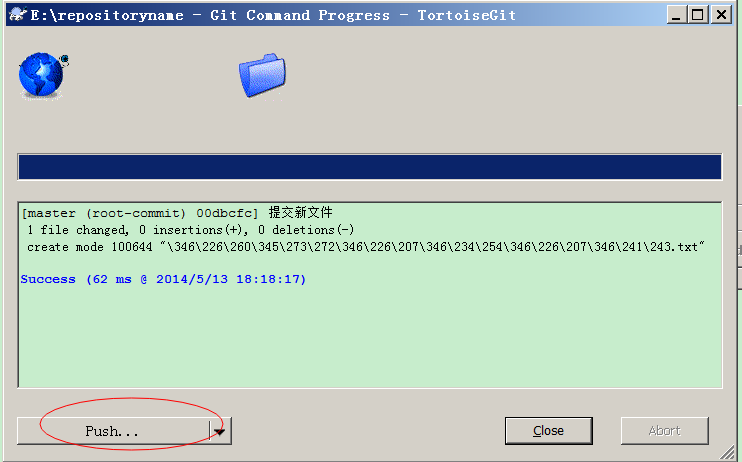 E:\repositoryname - Git Command Progress - TortoiseGit
[master (root-commit) 00dbcfc] 提交新文件
1 file changed, 0 insertions(+), 0 deletions(-)
create mode 100644 "\346\226\260\345\273\272\346\226\207\346\234\254\346\226\207\346\241\243.txt"
Success (62 ms @ 2014/5/13 18:18:17)
Push...
Close
Abort